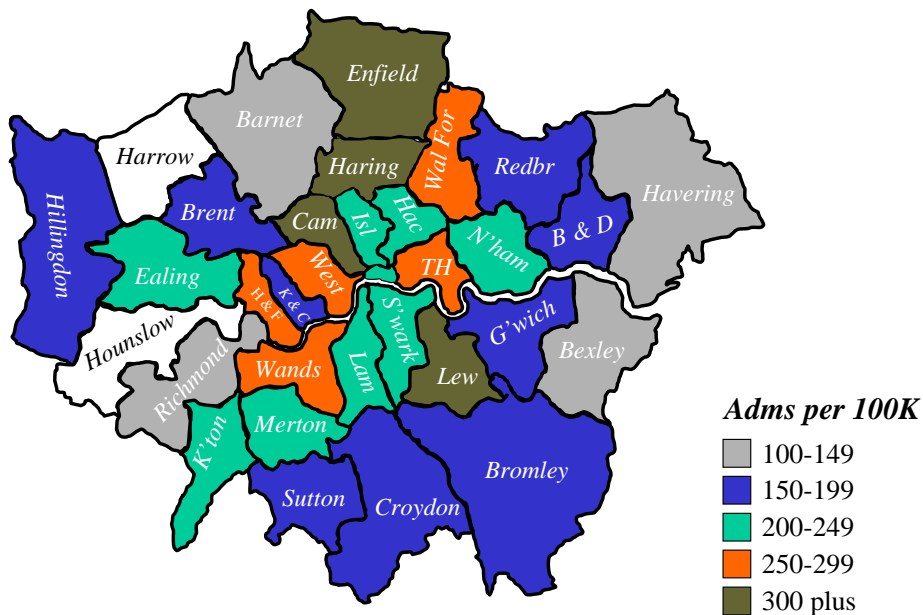 Enfield
Barnet
Wal For
Harrow
Haring
Redbr
Havering
Hillingdon
Brent
Cam
Isl
Hac
B & D
N'ham
Ealing
West
TH
H & F
K & C
Hounslow
S'wark
G'wich
Bexley
Richmond
Wands
Lam
Lew
K'ton
Merton
Bromley
Sutton
Croydon
Adms per 100K
100-149
150-199
200-249
250-299
300 plus